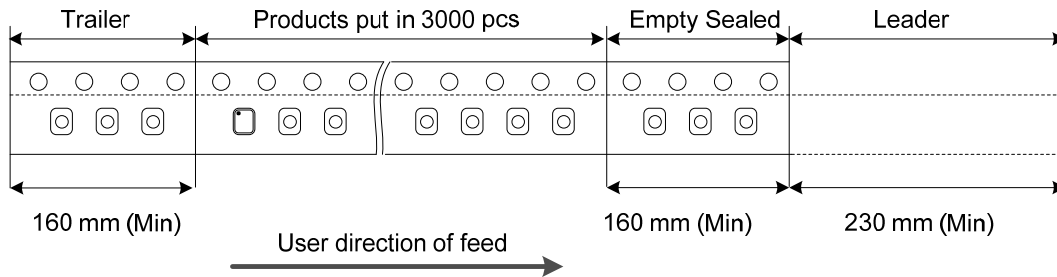 Trailer
Products put in 3000 pcs
Empty Sealed
Leader
160 mm (Min)
160 mm (Min)
230 mm (Min)
User direction of feed